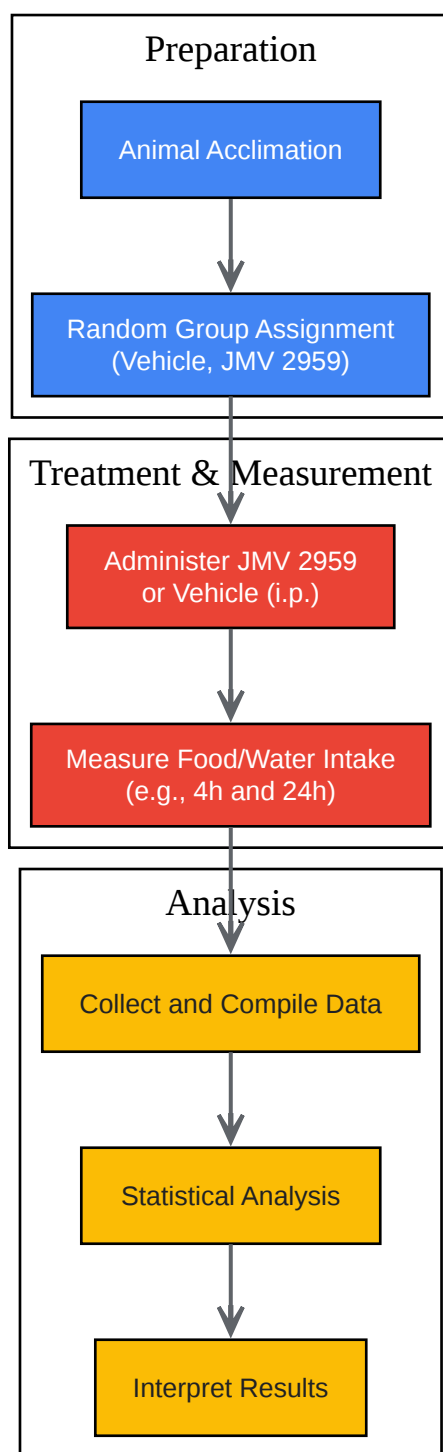 Preparation
Animal Acclimation
Random Group Assignment
(Vehicle, JMV 2959)
Treatment & Measurement
Administer JMV 2959
or Vehicle (i.p.)
Measure Food/Water Intake
(e.g., 4h and 24h)
Analysis
Collect and Compile Data
Statistical Analysis
Interpret Results